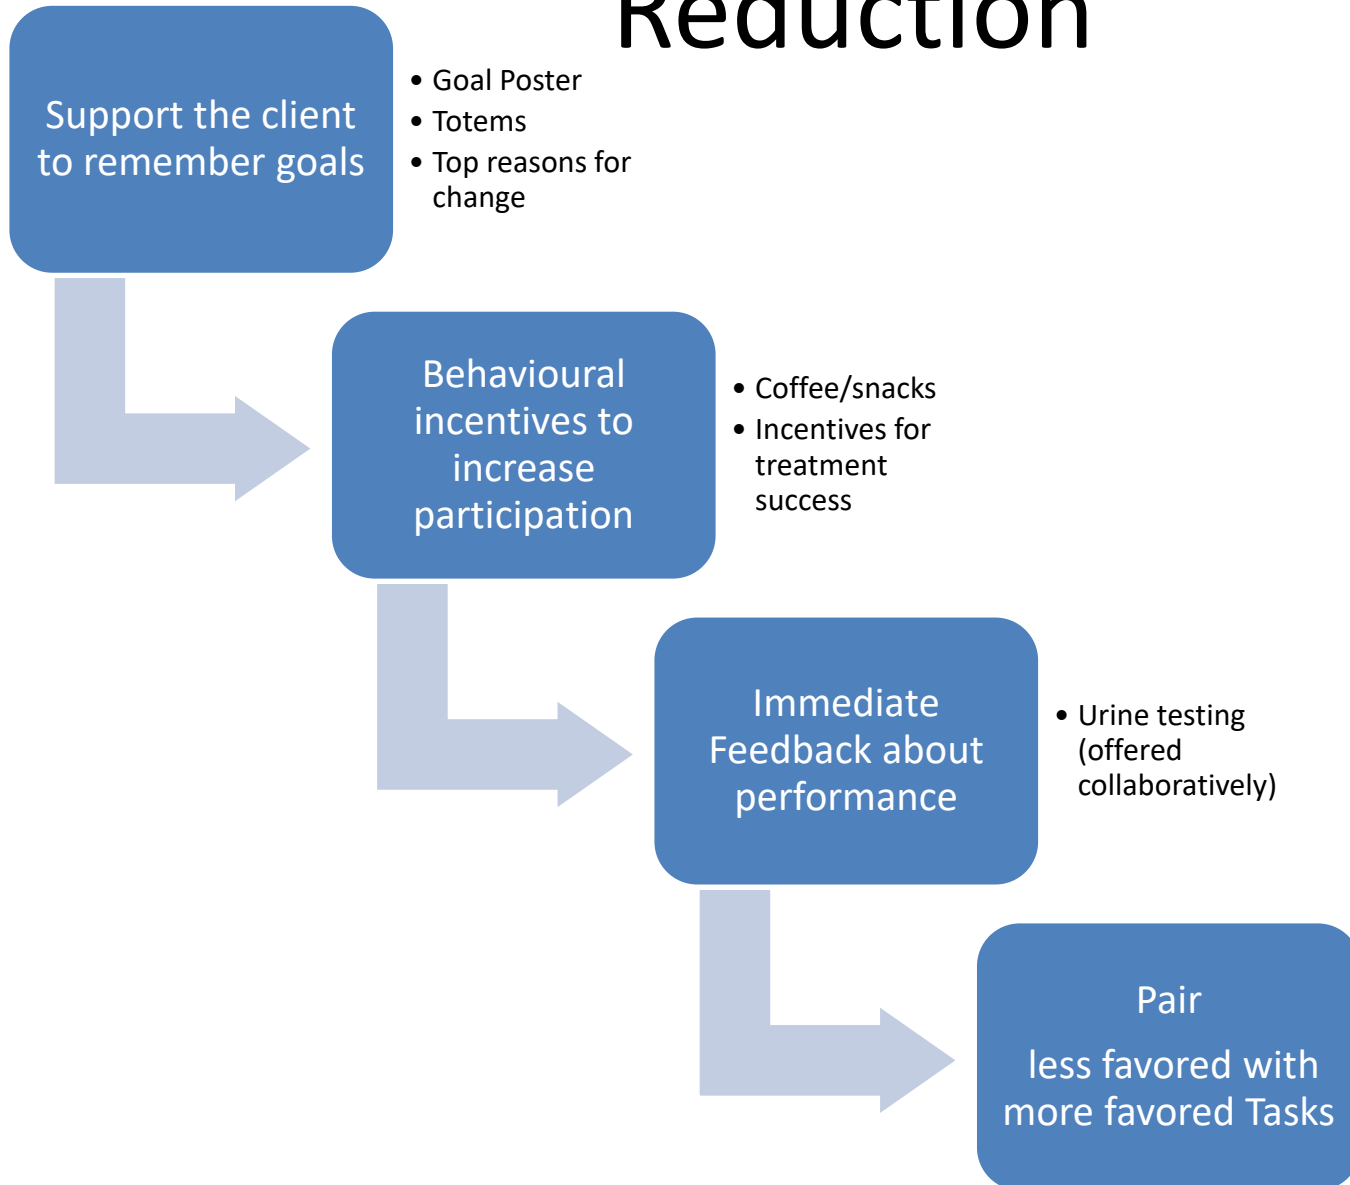 Reduction
Support the client
to remember goals
• Goal Poster
• Totems
• Top reasons for
change
Behavioural
incentives to
increase
participation
• Coffee/snacks
• Incentives for
treatment
success
Immediate
Feedback about
performance
• Urine testing
(offered
collaboratively)
Pair
less favored with
more favored Tasks